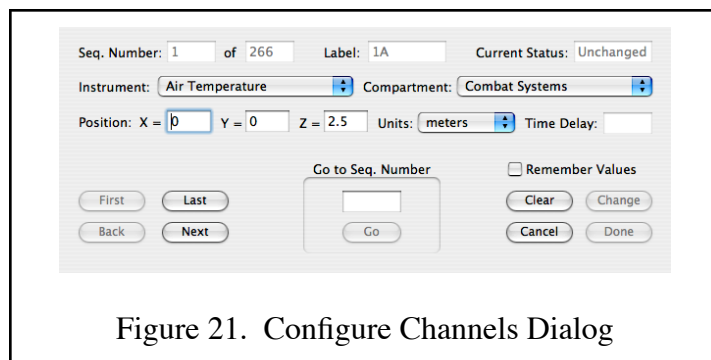 Seq. Number: 1 of 266 Label: 1A Current Status: Unchanged
Instrument: Air Temperature Compartment: Combat Systems
Position: X = 0 Y = 0 Z = 2.5 Units: meters Time Delay:
Go to Seq. Number Remember Values
First Last Clear Change
Back Next Go Cancel Done
Figure 21. Configure Channels Dialog